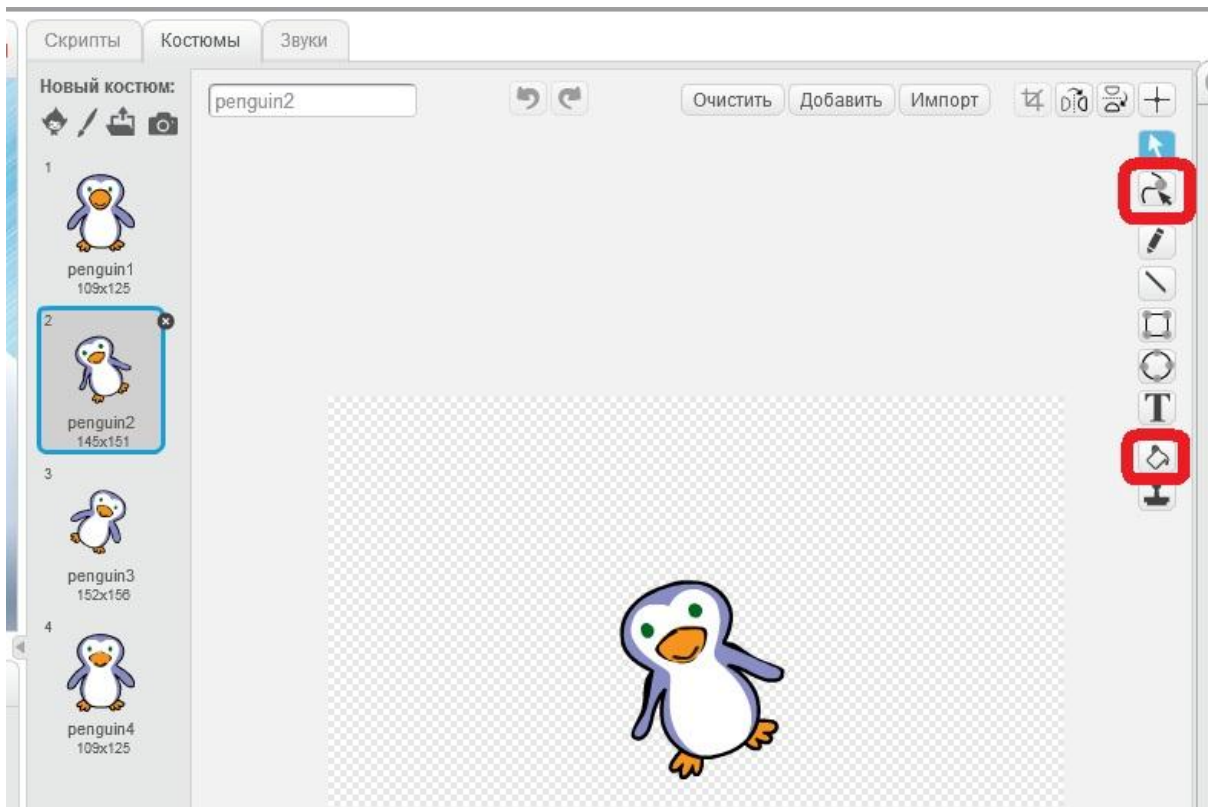 Скрипты Костюмы Звуки
Новый костюм:
penguin2
Очистить Добавить Импорт
1
penguin1
109x125
2
penguin2
145x151
3
penguin3
152x156
4
penguin4
109x125
T